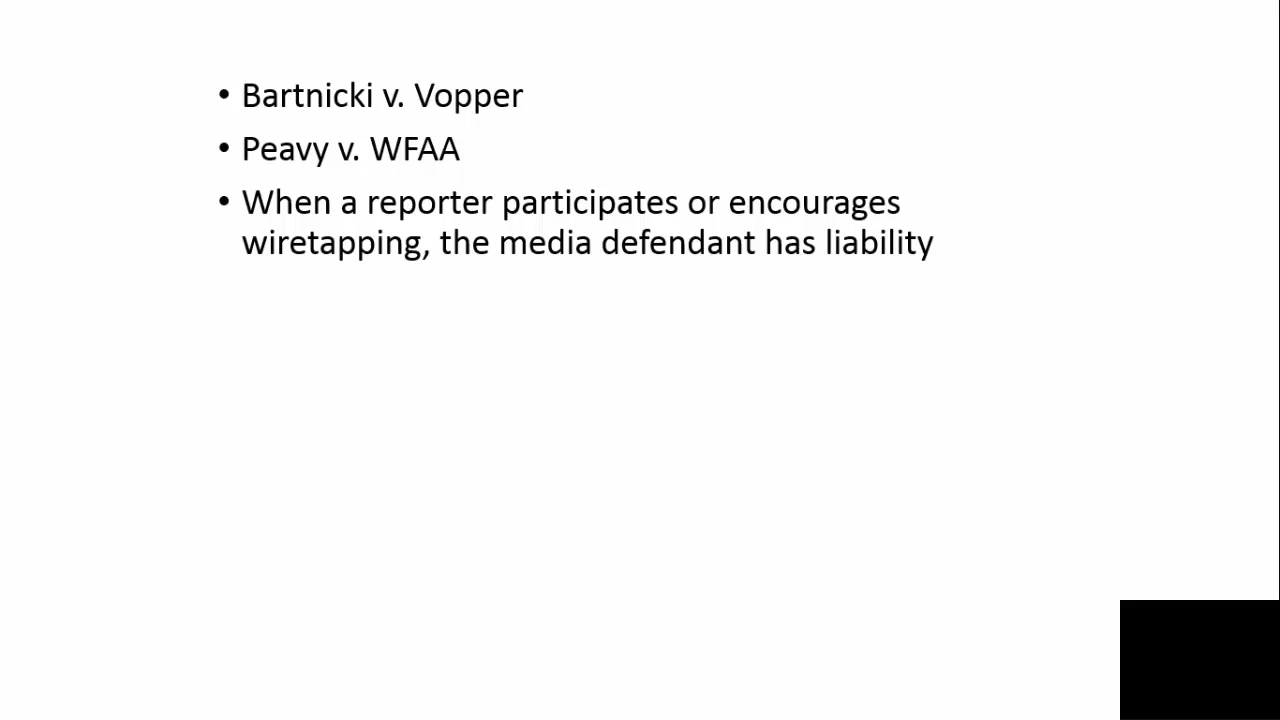 • Bartnicki v. Vopper
• Peavy v. WFAA
• When a reporter participates or encourages
wiretapping, the media defendant has liability